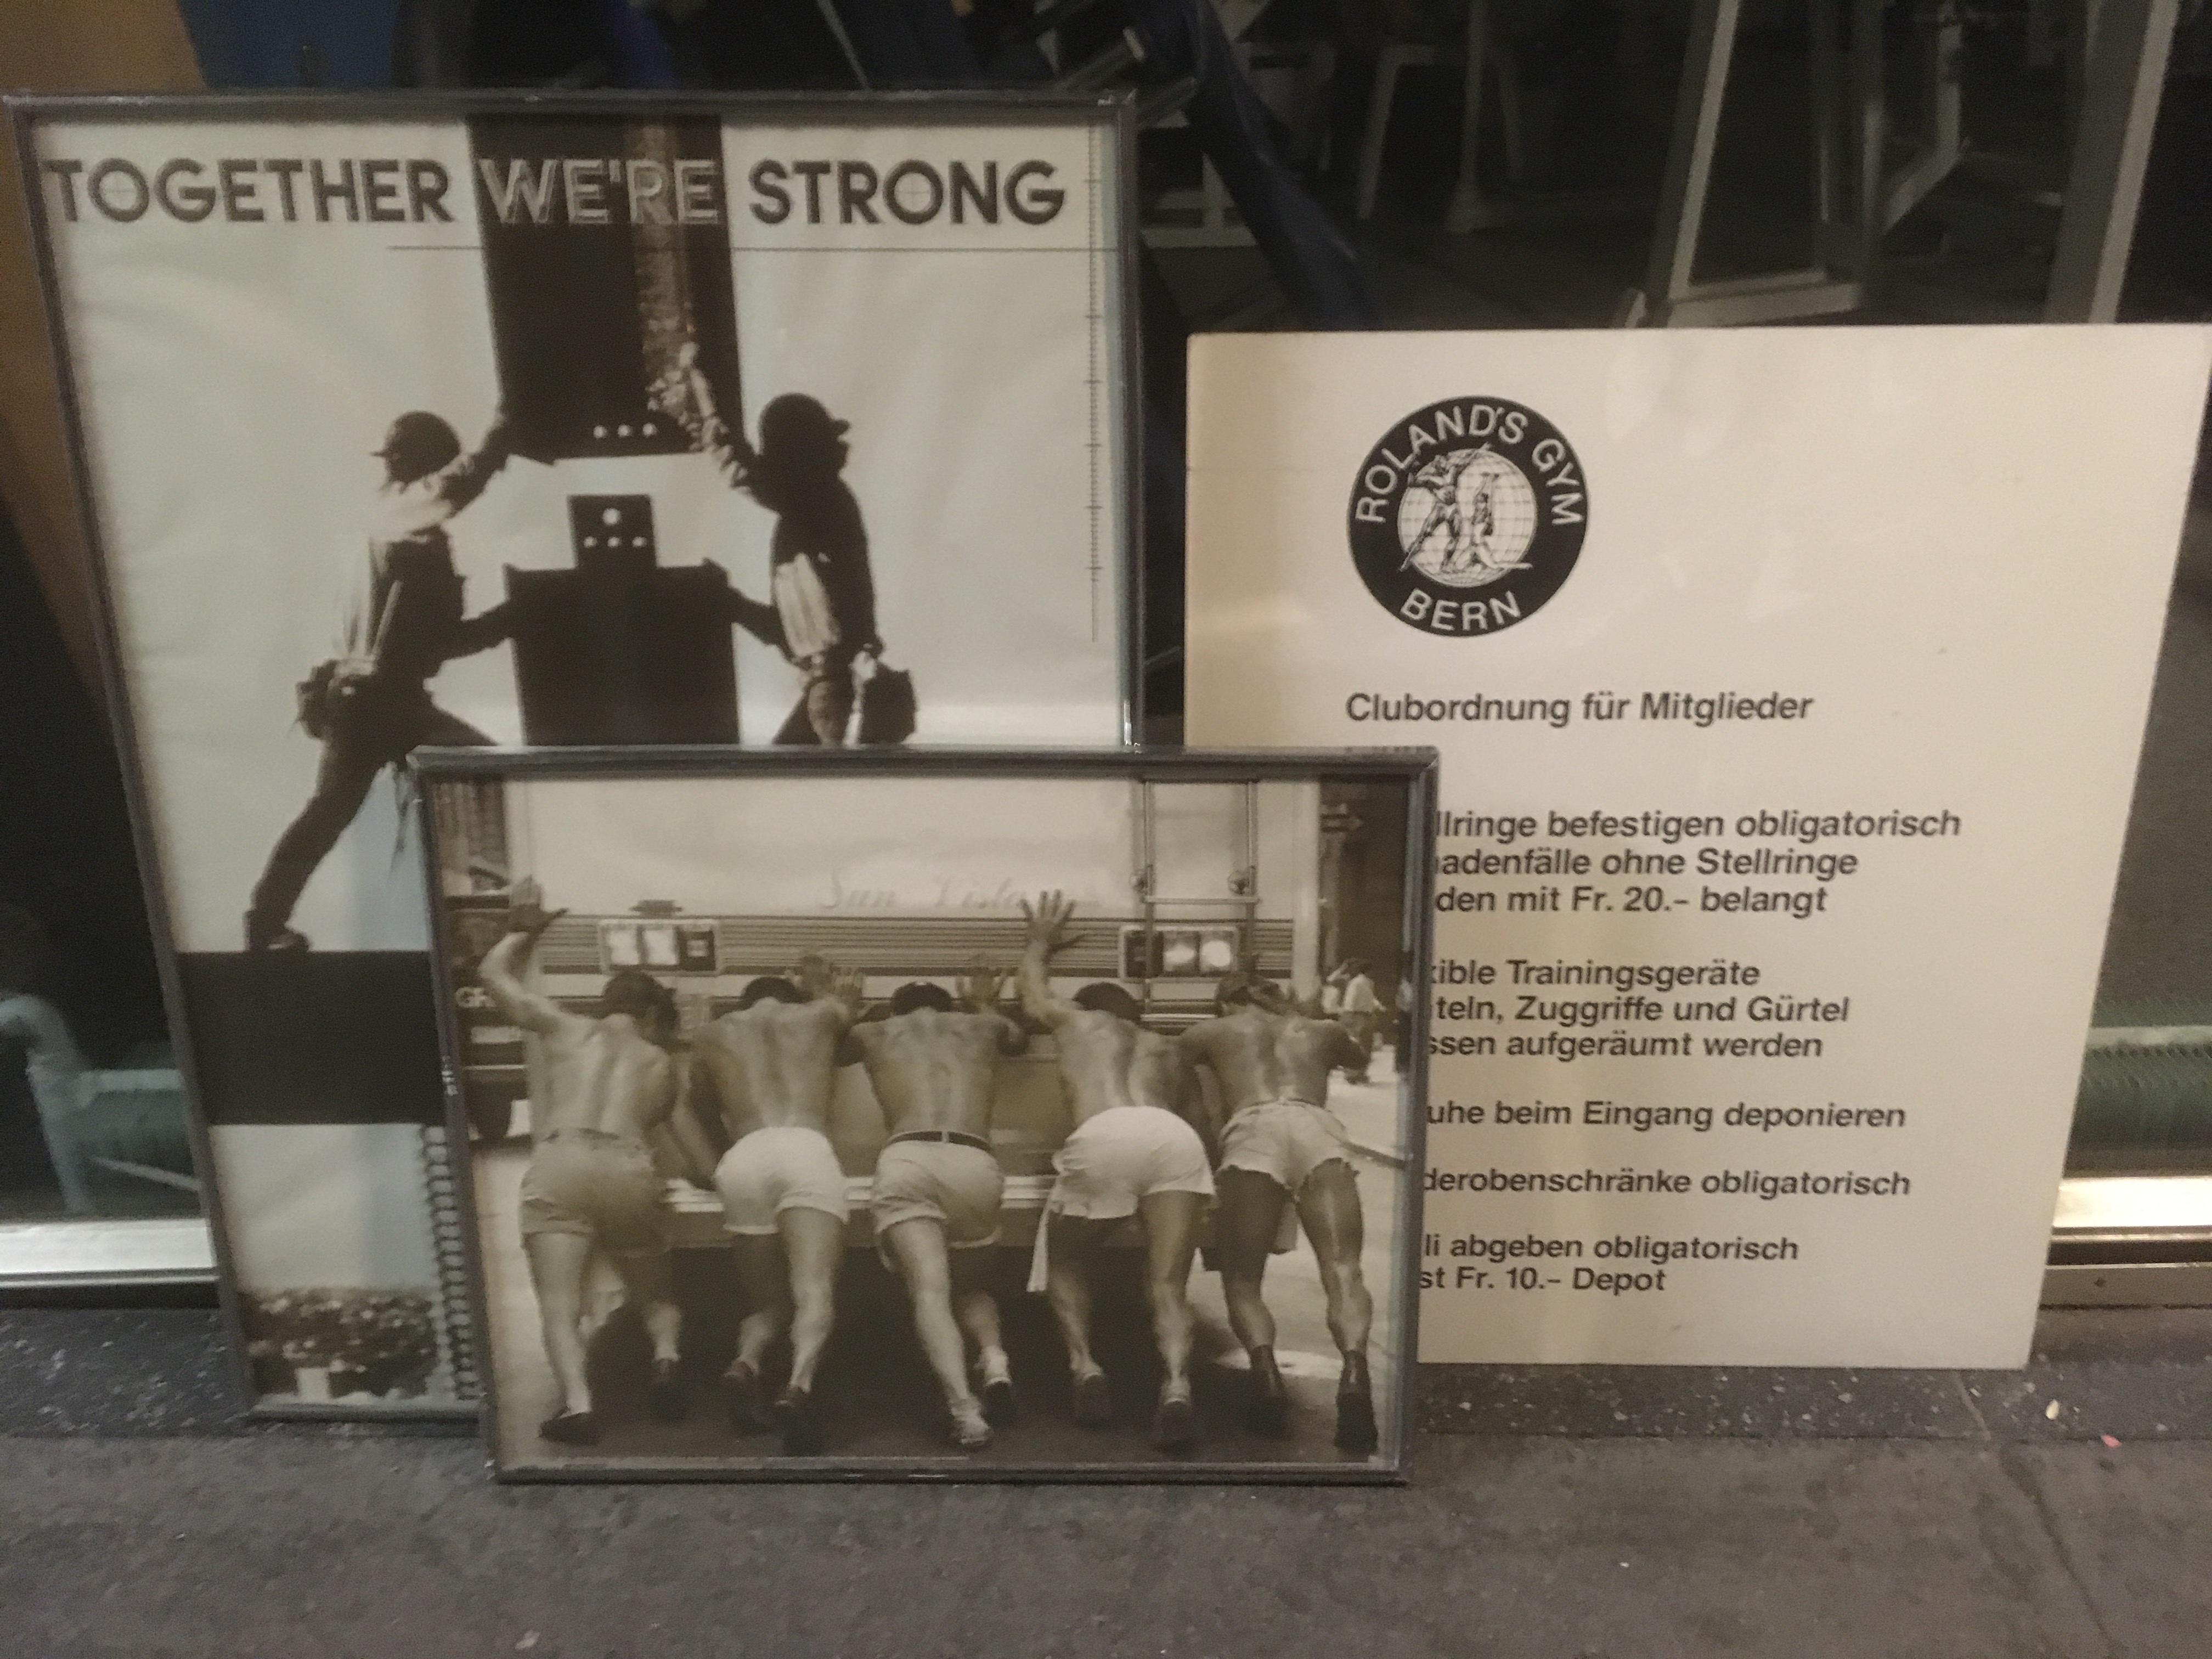 TOGETHER WE'RE STRONG
ROLAND'S GYM
BERN
Clubordnung für Mitglieder
llringe befestigen obligatorisch
adenfälle ohne Stellringe
den mit Fr. 20.- belangt
xible Trainingsgeräte
teln, Zuggriffe und Gürtel
ssen aufgeräumt werden
uhe beim Eingang deponieren
derobenschränke obligatorisch
li abgeben obligatorisch
st Fr. 10.- Depot
Sun